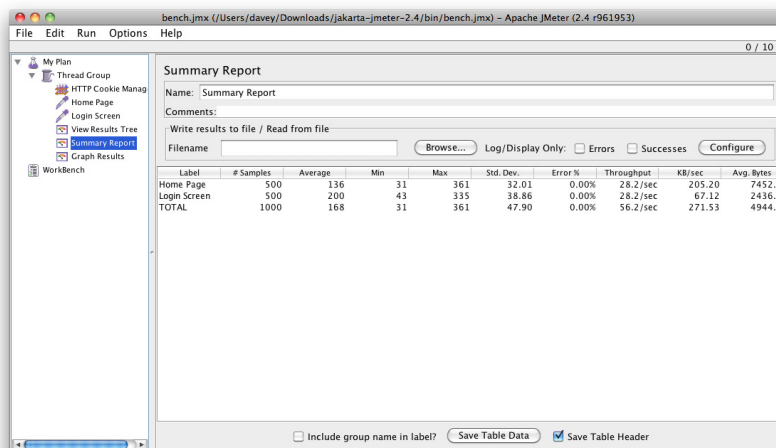 bench.jmx (/Users/davey/Downloads/jakarta-jmeter-2.4/bin/bench.jmx) – Apache JMeter (2.4 r961953)
File Edit Run Options Help
0 / 10
My Plan
Thread Group
HTTP Cookie Manag
Home Page
Login Screen
View Results Tree
Summary Report
Graph Results
WorkBench
Summary Report
Name: Summary Report
Comments:
Write results to file / Read from file
Filename Browse... Log/Display Only: Errors Successes Configure
Label # Samples Average Min Max Std. Dev. Error % Throughput KB/sec Avg. Bytes
Home Page 500 136 31 361 32.01 0.00% 28.2/sec 205.20 7452.
Login Screen 500 200 43 335 38.86 0.00% 28.2/sec 67.12 2436.
TOTAL 1000 168 31 361 47.90 0.00% 56.2/sec 271.53 4944.
Include group name in label? Save Table Data Save Table Header